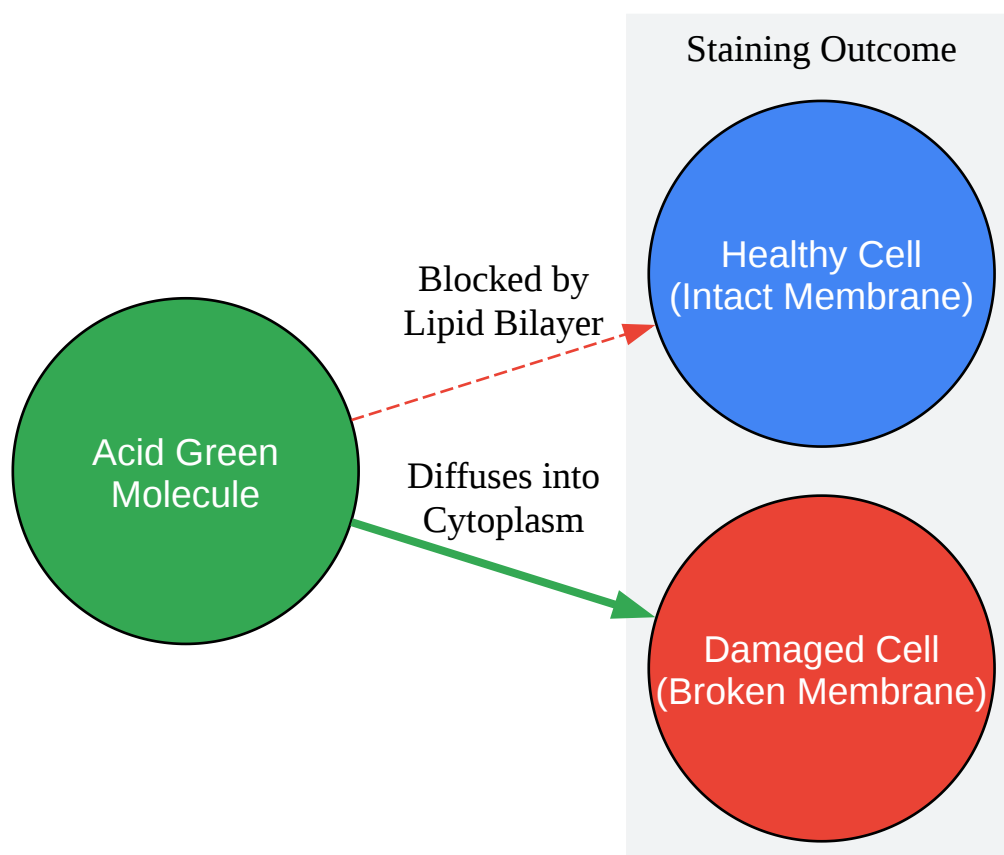 Staining Outcome
Healthy Cell
(Intact Membrane)
Blocked by
Lipid Bilayer
Acid Green
Molecule
Diffuses into
Cytoplasm
Damaged Cell
(Broken Membrane)